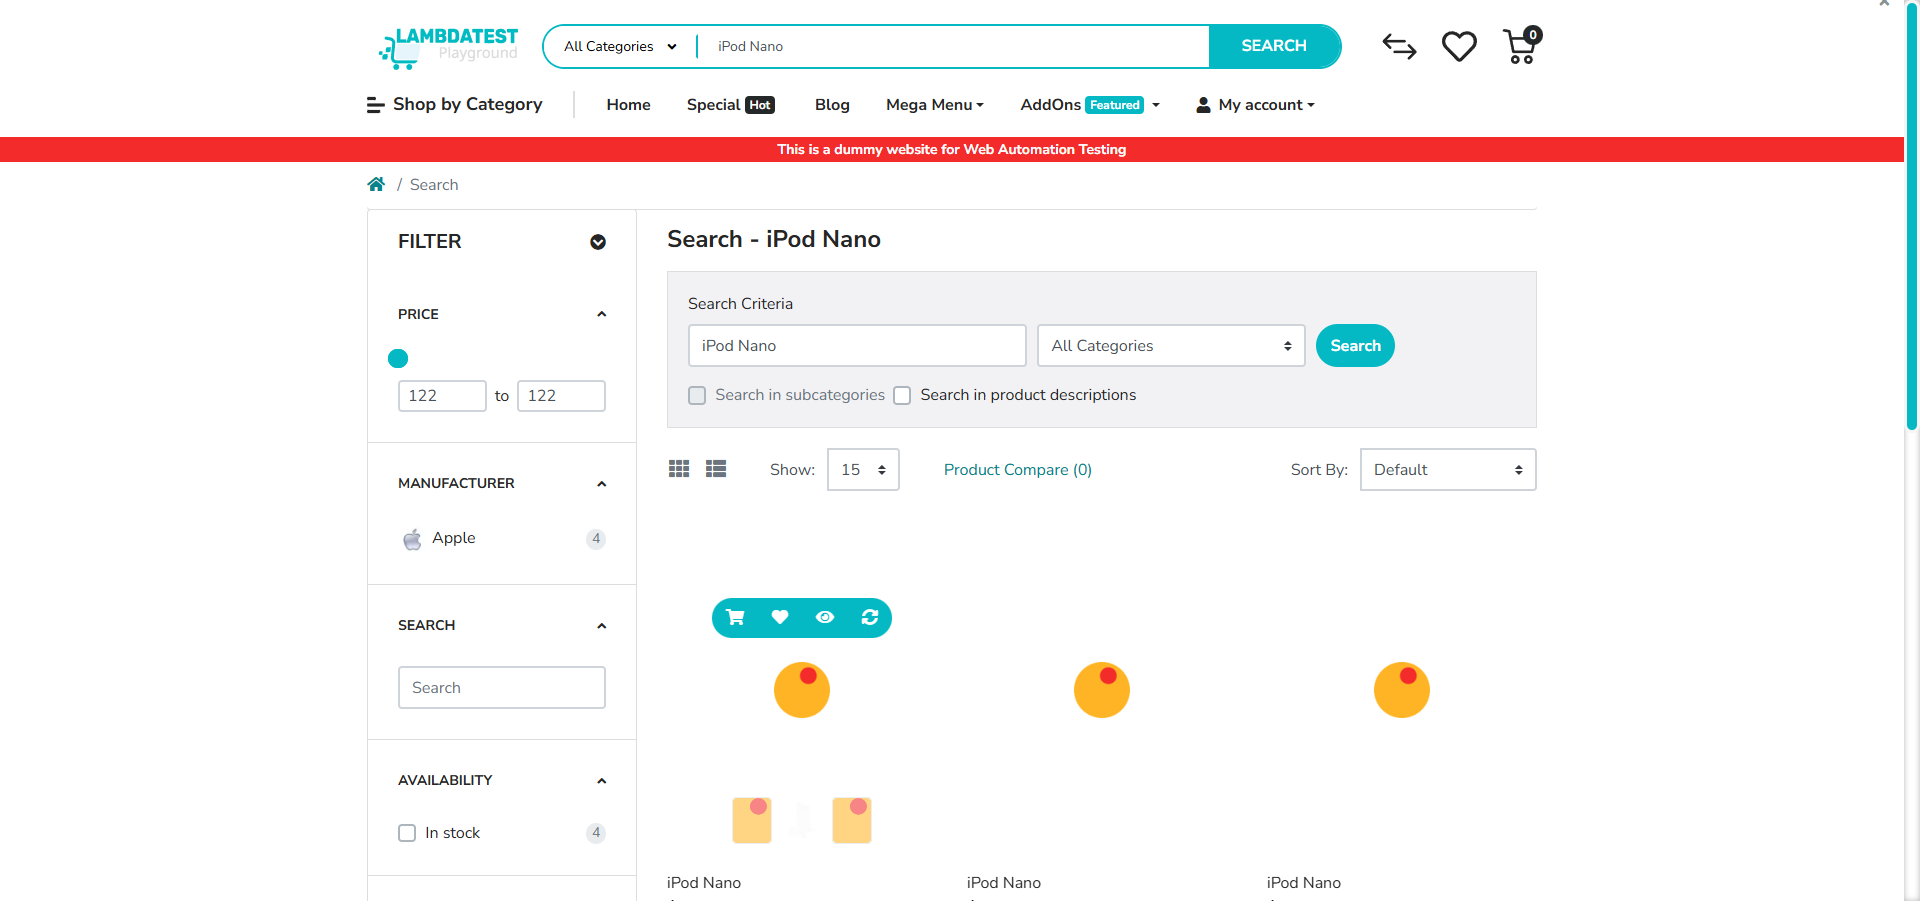 LAMBDATEST
Playground
All Categories
iPod Nano
SEARCH
0
Shop by Category
Home
Special Hot
Blog
Mega Menu
AddOns Featured
My account
This is a dummy website for Web Automation Testing
/ Search
FILTER
PRICE
122 to 122
MANUFACTURER
Apple 4
SEARCH
Search
AVAILABILITY
In stock 4
Search - iPod Nano
Search Criteria
iPod Nano
All Categories
Search
Search in subcategories
Search in product descriptions
Show: 15
Product Compare (0)
Sort By: Default
iPod Nano
iPod Nano
iPod Nano